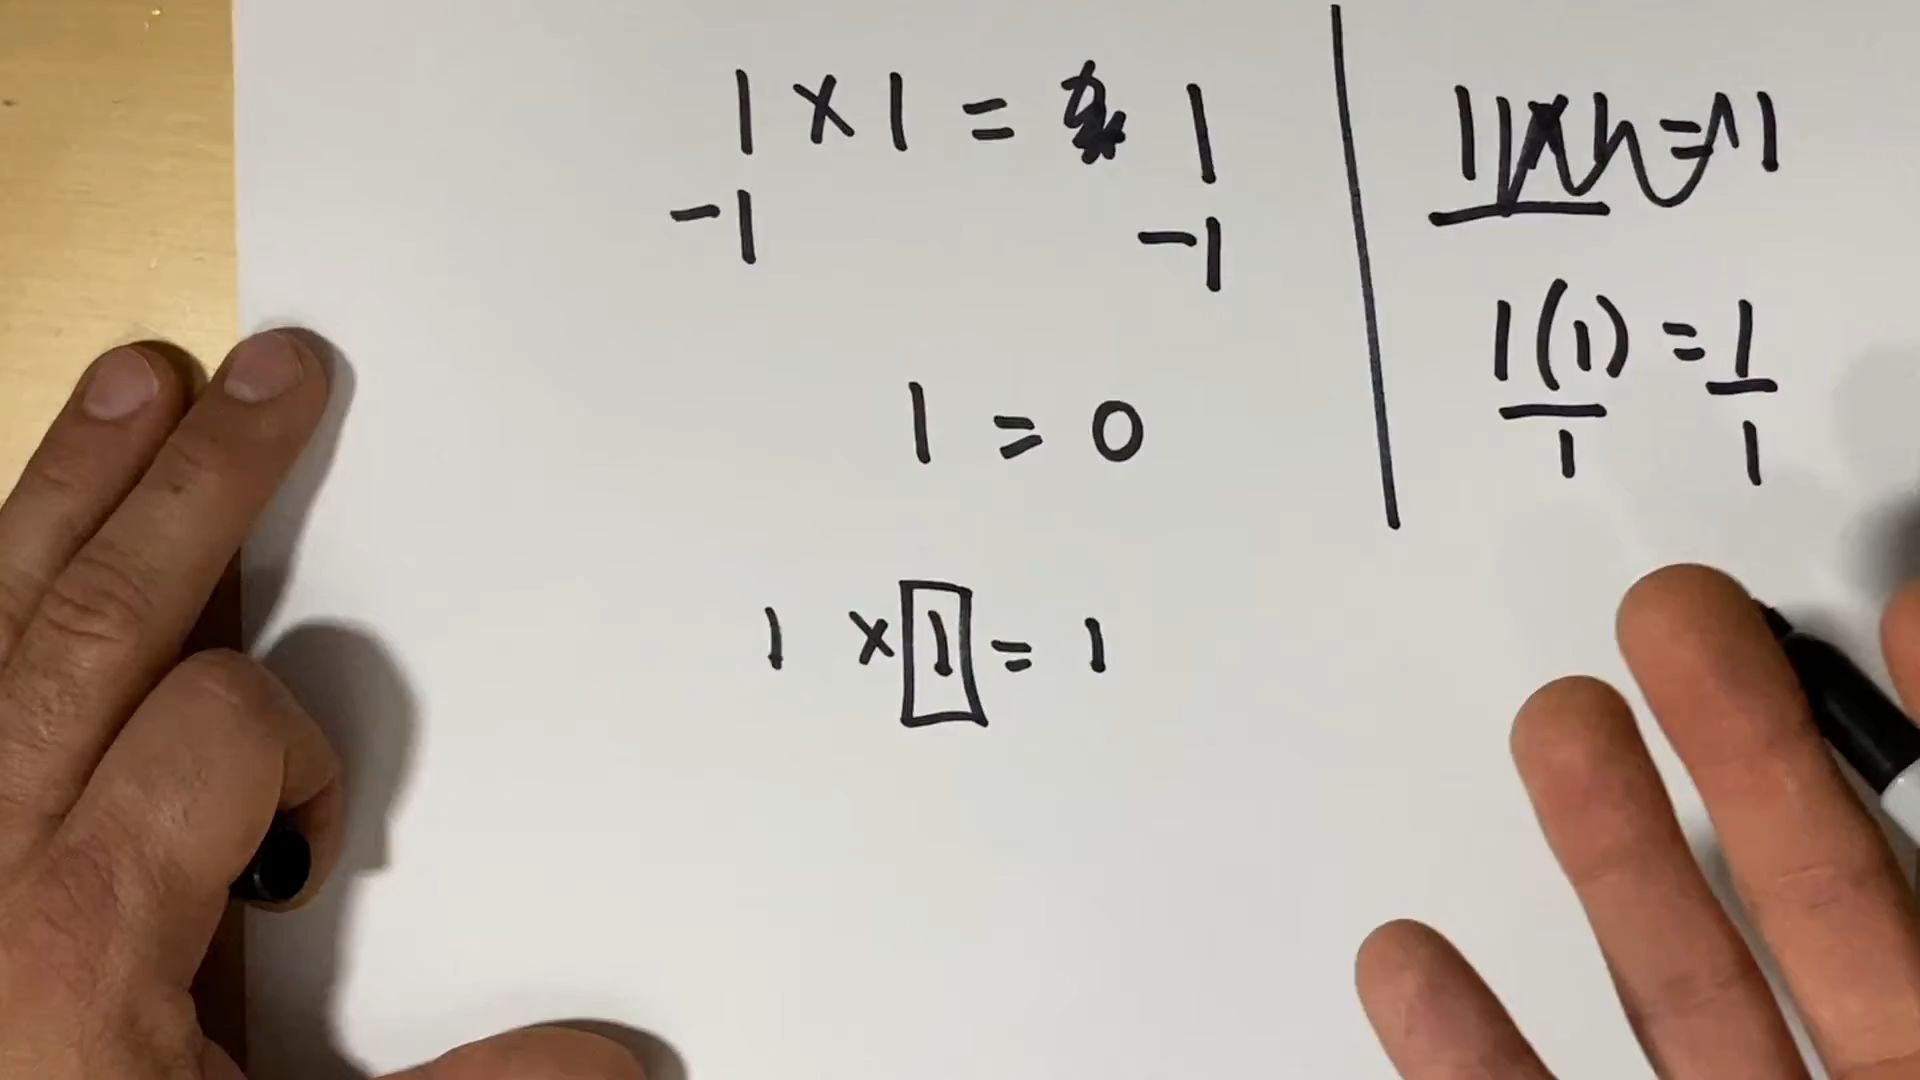 1 x 1 = 1
-1 -1
1 = 0
1 x 1 = 1
1(1) = 1
1 1